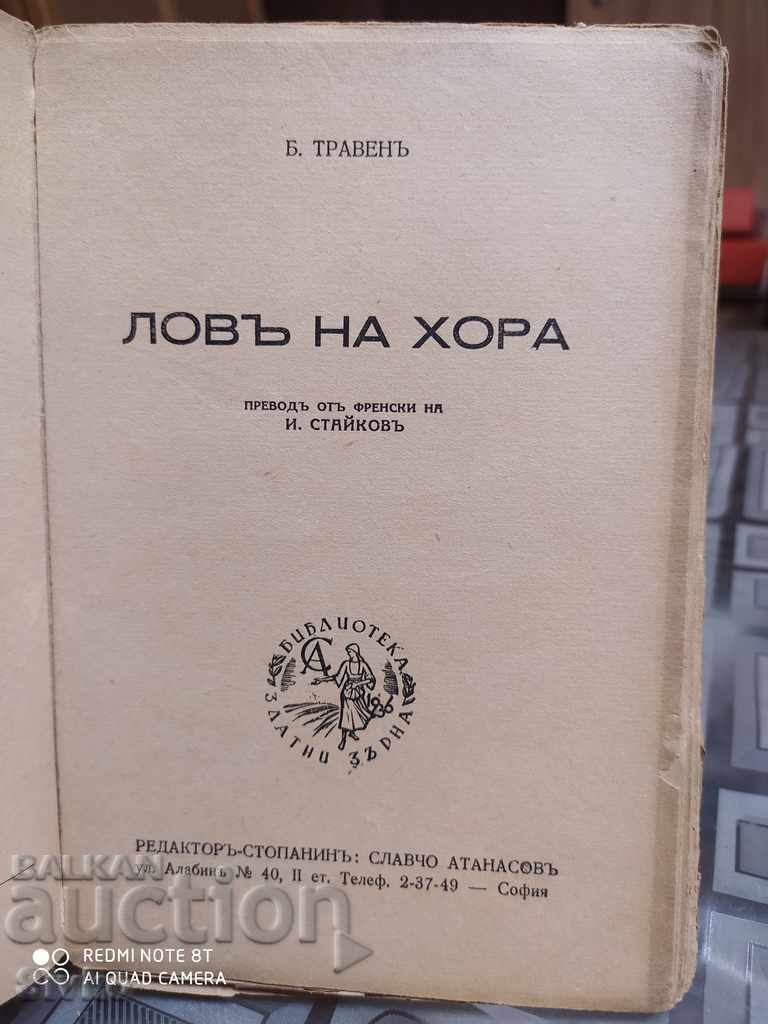 Б. ТРАВЕНЪ
ЛОВЪ НА ХОРА
ПРЕВОДЪ ОТЪ ФРЕНСКИ НА
И. СТАЙКОВЪ
БИБЛИОТЕКА
СА
1936
ЗЛАТНИ ЗЪРНА
РЕДАКТОРЪ-СТОПАНИНЪ: СЛАВЧО АТАНАСОВЪ
ул. Алабинъ № 40, II ет. Телеф. 2-37-49 — София
BALKAN
auction
REDMI NOTE 8T
AI QUAD CAMERA